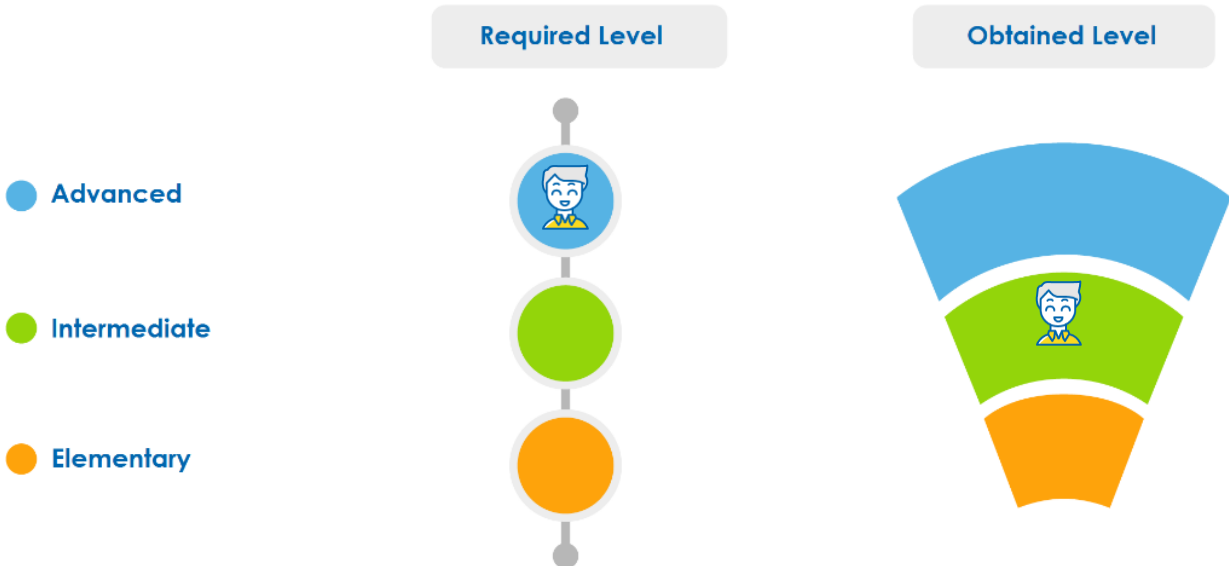 Required Level
Obtained Level
Advanced
Intermediate
Elementary